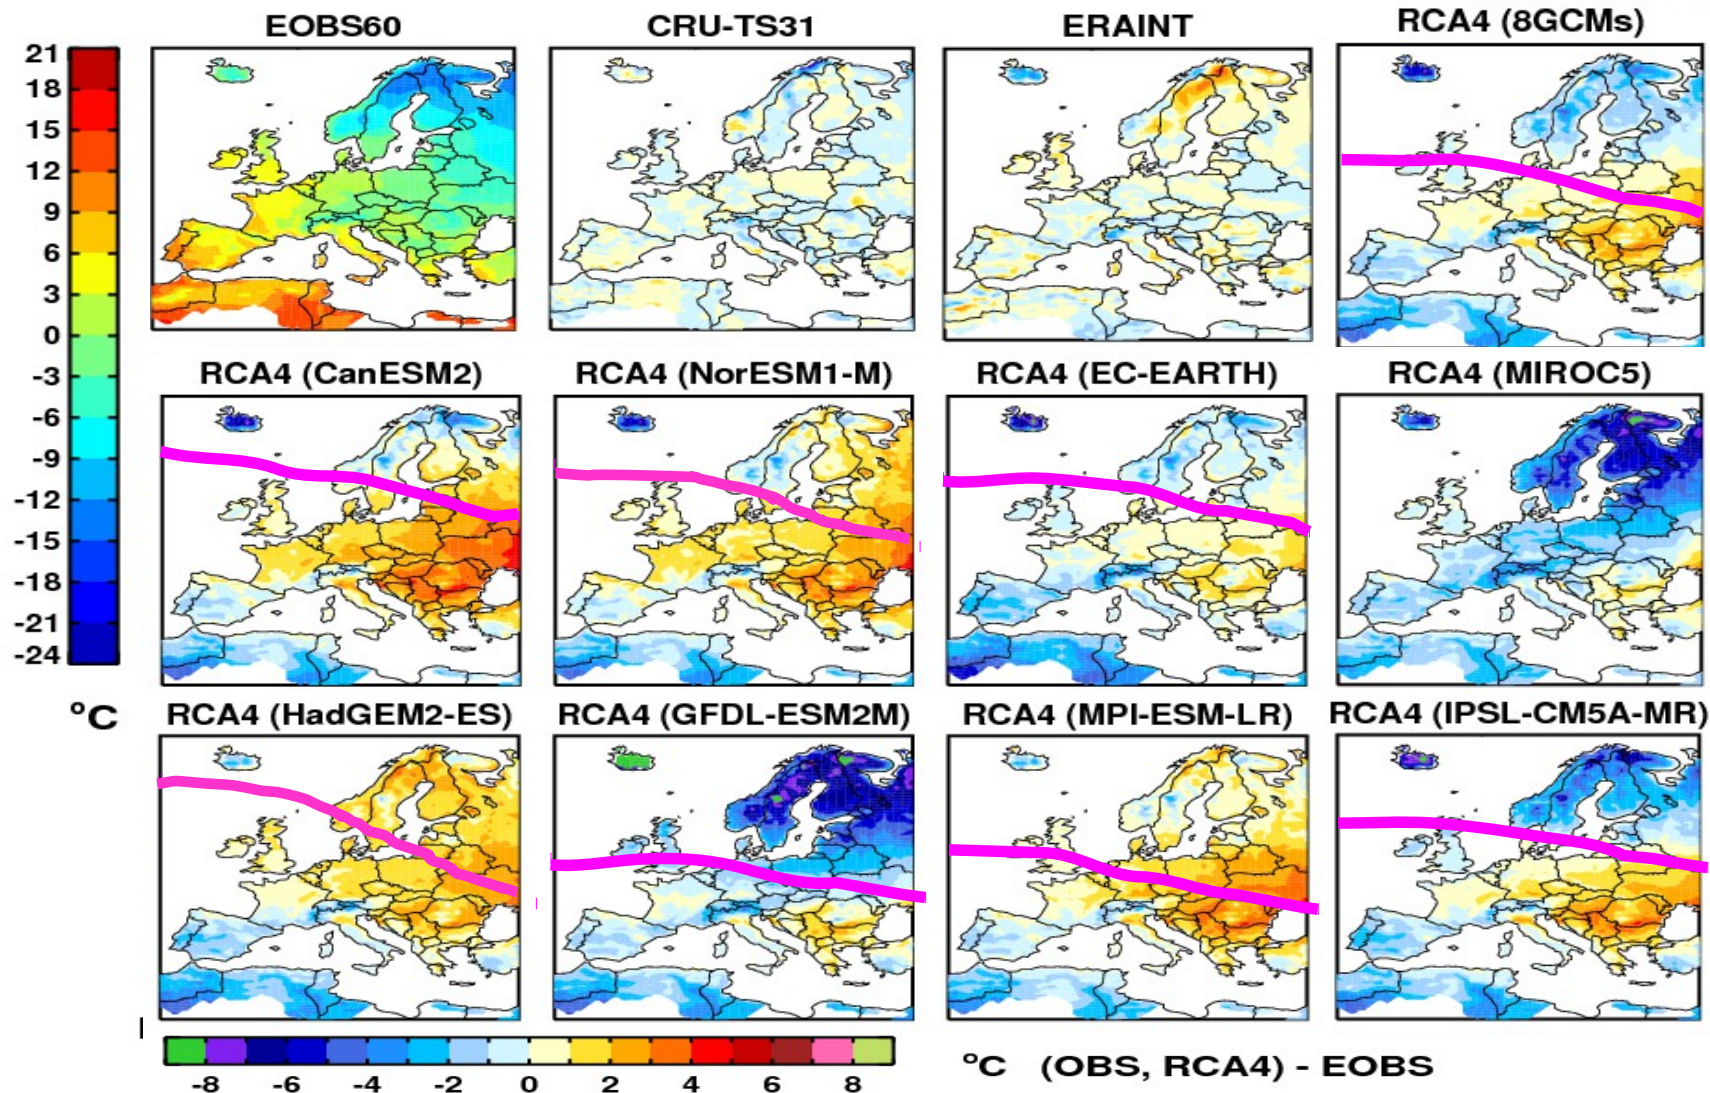 EOBS60 CRU-TS31 ERAINT RCA4 (8GCMs)
21
18
15
12
9
6
3
0
-3
-6
-9
-12
-15
-18
-21
-24
°C
RCA4 (CanESM2) RCA4 (NorESM1-M) RCA4 (EC-EARTH) RCA4 (MIROC5)
RCA4 (HadGEM2-ES) RCA4 (GFDL-ESM2M) RCA4 (MPI-ESM-LR) RCA4 (IPSL-CM5A-MR)
-8 -6 -4 -2 0 2 4 6 8
°C (OBS, RCA4) - EOBS